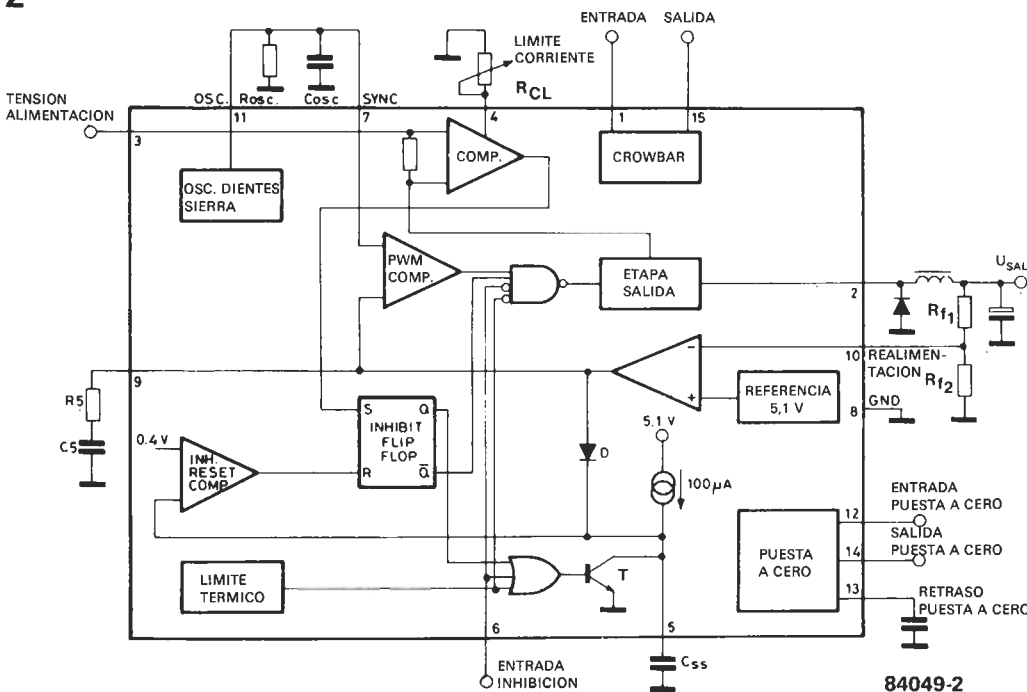 2
ENTRADA
SALIDA
LIMITE
CORRIENTE
RCL
TENSION
ALIMENTACION
OSC.
Rosc.
Cosc
SYNC
11
7
4
1
15
3
COMP.
CROWBAR
OSC. DIENTES
SIERRA
PWM
COMP.
ETAPA
SALIDA
2
USAL
Rf1
10
REALIMEN-
TACION
Rf2
9
R5
C5
S
Q
INHIBIT
FLIP
FLOP
R
Q̅
-
+
REFERENCIA
5,1 V
8
GND
0.4V
INH.
RESET
COMP.
D
5.1 V
100µA
ENTRADA
PUESTA A CERO
12
SALIDA
PUESTA A CERO
14
PUESTA
A CERO
13
RETRASO
PUESTA A CERO
LIMITE
TERMICO
T
6
5
ENTRADA
INHIBICION
Css
84049-2